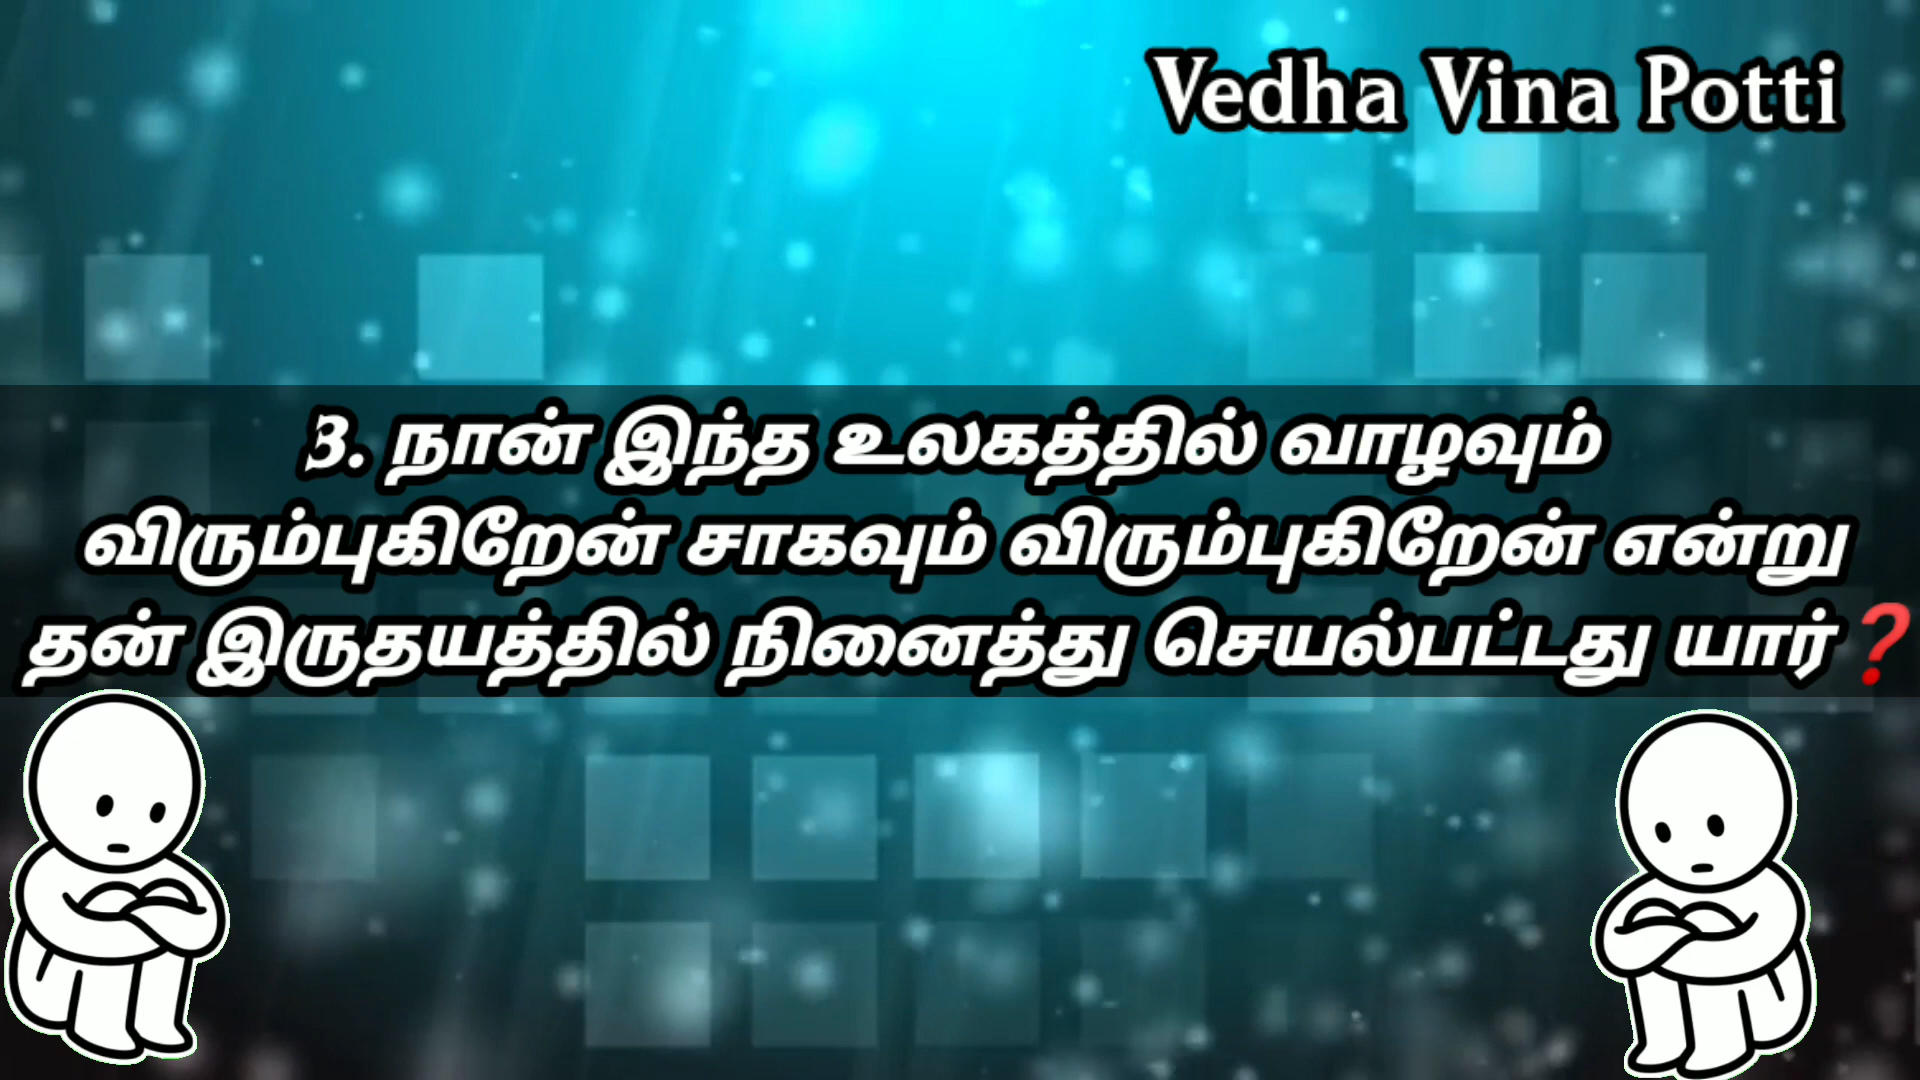 Vedha Vina Potti
3. நான் இந்த உலகத்தில் வாழவும்
விரும்புகிறேன் சாகவும் விரும்புகிறேன் என்று
தன் இருதயத்தில் நினைத்து செயல்பட்டது யார்❓